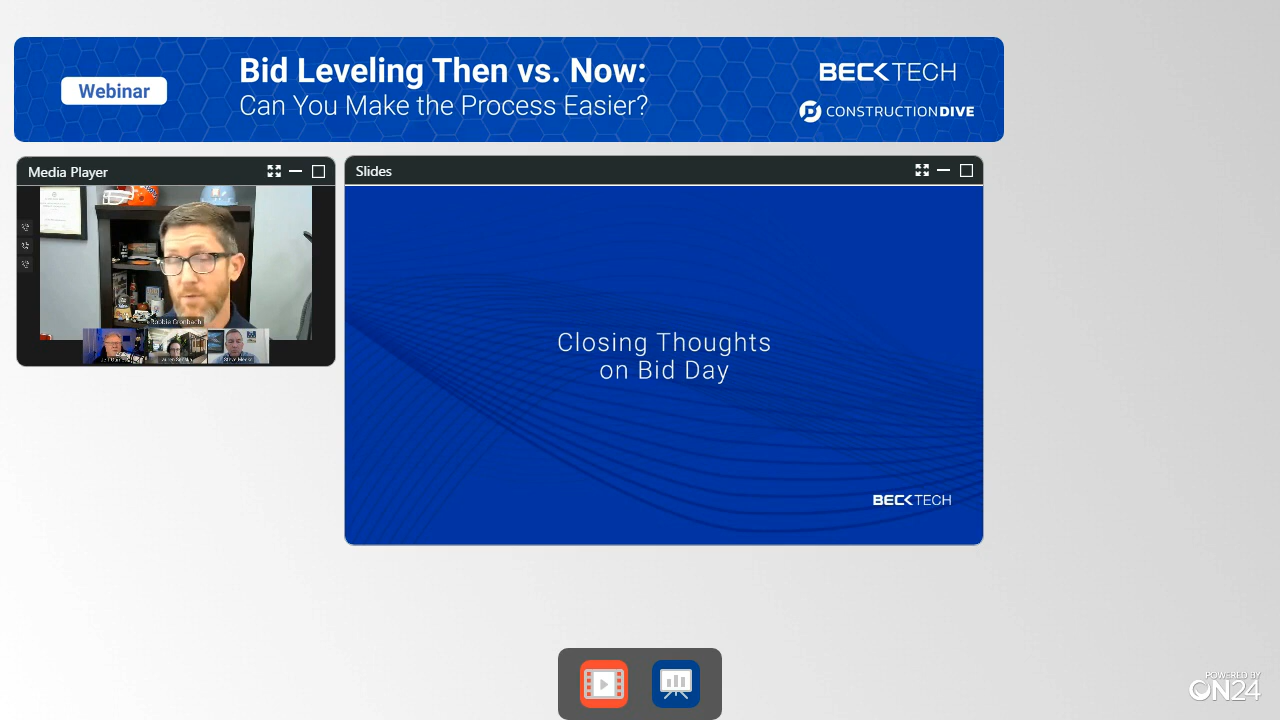 Webinar
Bid Leveling Then vs. Now:
Can You Make the Process Easier?
BECKTECH
CONSTRUCTIONDIVE
Media Player
Slides
Closing Thoughts
on Bid Day
BECKTECH
POWERED BY
ON24